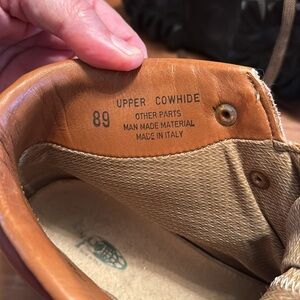 89
UPPER COWHIDE
OTHER PARTS
MAN MADE MATERIAL
MADE IN ITALY